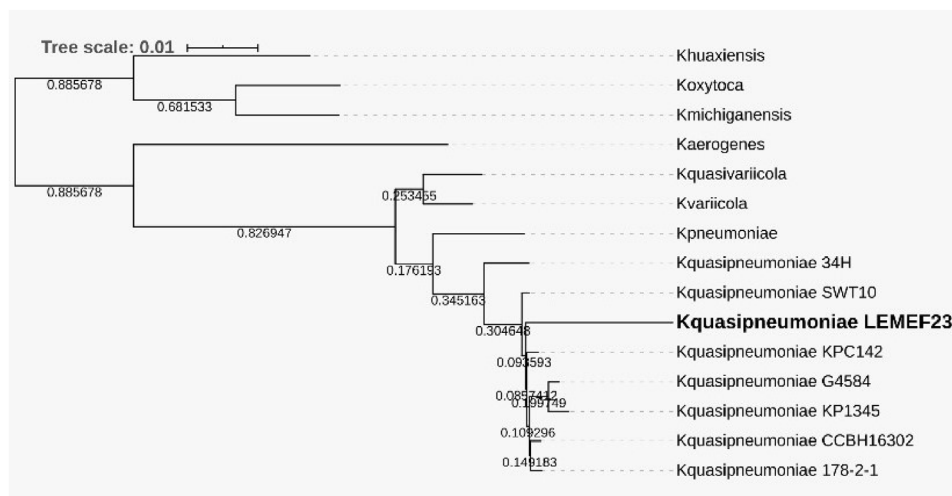 Tree scale: 0.01
Khuaxiensis
0.885678
Koxytoca
0.681533
Kmichiganensis
Kaerogenes
Kquasivariicola
0.885678
0.253455
Kvariicola
0.826947
Kpneumoniae
Kquasipneumoniae 34H
0.176193
Kquasipneumoniae SWT10
0.345163
Kquasipneumoniae LEMEF23
0.304648
Kquasipneumoniae KPC142
0.093593
Kquasipneumoniae G4584
0.0857412
0.199749
Kquasipneumoniae KP1345
0.109296
Kquasipneumoniae CCBH16302
0.149183
Kquasipneumoniae 178-2-1